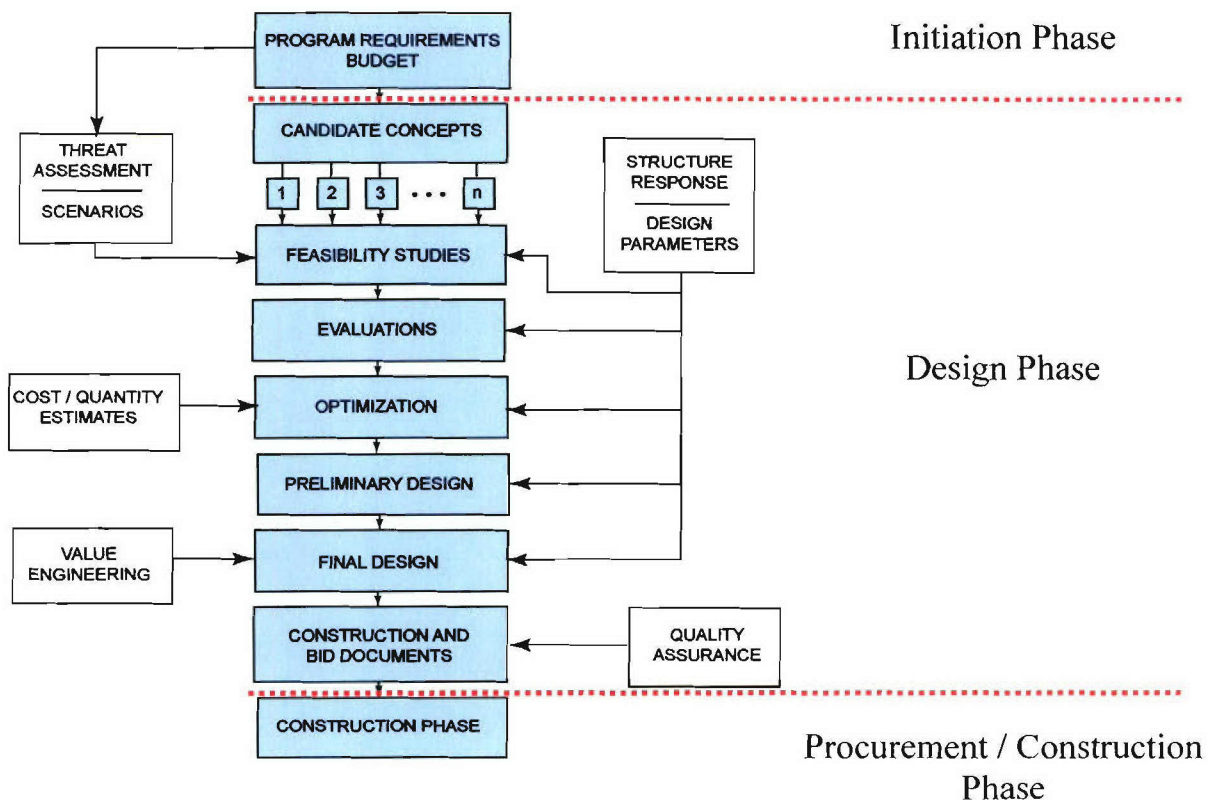 PROGRAM REQUIREMENTS
BUDGET
Initiation Phase
CANDIDATE CONCEPTS
THREAT
ASSESSMENT
SCENARIOS
1
2
3
• • •
n
STRUCTURE
RESPONSE
DESIGN
PARAMETERS
FEASIBILITY STUDIES
EVALUATIONS
Design Phase
COST / QUANTITY
ESTIMATES
OPTIMIZATION
PRELIMINARY DESIGN
VALUE
ENGINEERING
FINAL DESIGN
CONSTRUCTION AND
BID DOCUMENTS
QUALITY
ASSURANCE
CONSTRUCTION PHASE
Procurement / Construction
Phase